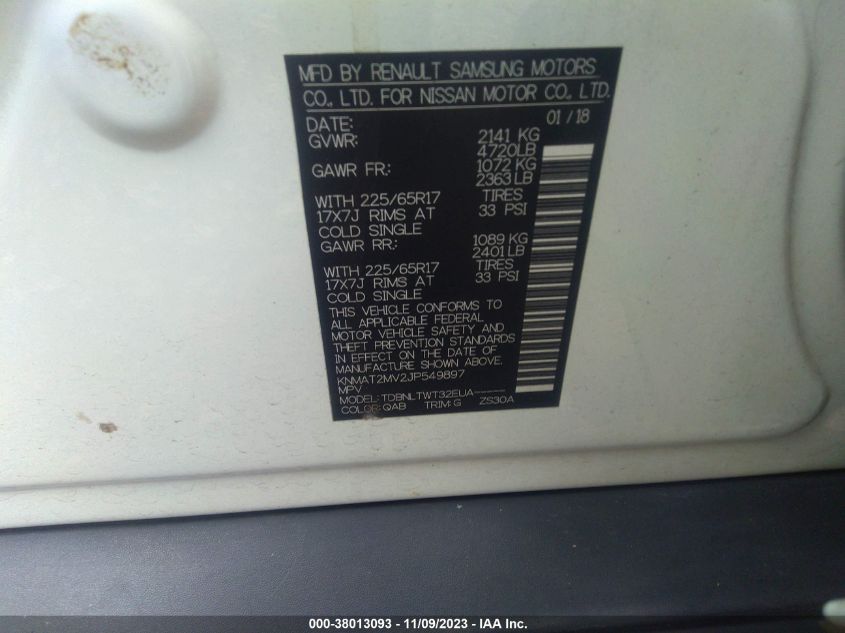 MFD BY RENAULT SAMSUNG MOTORS
CO., LTD. FOR NISSAN MOTOR CO., LTD.
DATE: 01 / 18
GVWR: 2141 KG
4720LB
GAWR FR.: 1072 KG
2363LB
WITH 225/65R17 TIRES
17X7J RIMS AT 33 PSI
COLD SINGLE
GAWR RR.: 1089 KG
2401LB
WITH 225/65R17 TIRES
17X7J RIMS AT 33 PSI
COLD SINGLE
THIS VEHICLE CONFORMS TO
ALL APPLICABLE FEDERAL
MOTOR VEHICLE SAFETY AND
THEFT PREVENTION STANDARDS
IN EFFECT ON THE DATE OF
MANUFACTURE SHOWN ABOVE.
KNMAT2MV2JP549897
MPV
MODEL: TDBNLTWT32EUA-----
COLOR: QAB TRIM: G ZS30A
000-38013093 - 11/09/2023 - IAA Inc.